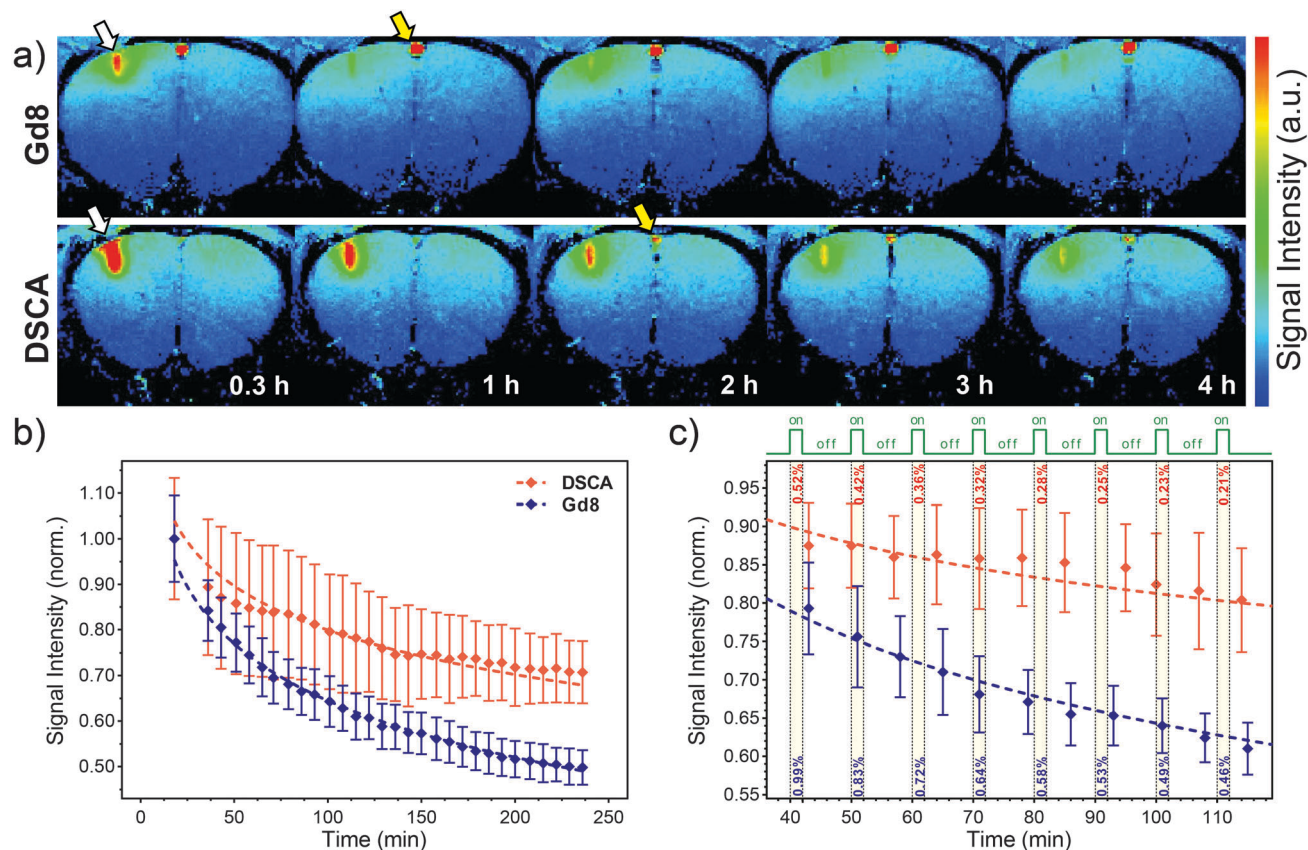 a)
Gd8
DSCA
0.3 h
1 h
2 h
3 h
4 h
Signal Intensity (a.u.)
b)
DSCA
Gd8
Signal Intensity (norm.)
1.10
1.00
0.90
0.80
0.70
0.60
0.50
0 50 100 150 200 250
Time (min)
c)
on on on on on on on on
off off off off off off off
Signal Intensity (norm.)
0.95
0.90
0.85
0.80
0.75
0.70
0.65
0.60
0.55
0.52% 0.42% 0.36% 0.32% 0.28% 0.25% 0.23% 0.21%
0.99% 0.83% 0.72% 0.64% 0.58% 0.53% 0.49% 0.46%
40 50 60 70 80 90 100 110
Time (min)